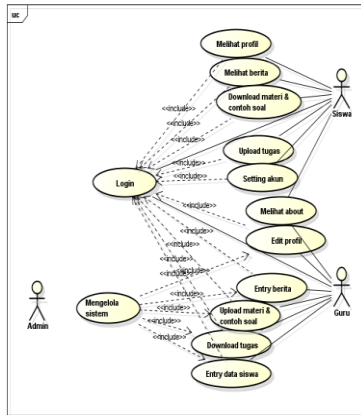 uc
Melihat profil
Melihat berita
<<include>>
Download materi &
contoh soal
Siswa
<<include>>
<<include>>
Upload tugas
<<include>>
Login
<<include>>
Setting akun
<<include>>
Melihat about
<<include>>
Edit profil
<<include>>
<<include>>
<<include>>
Entry berita
Admin
Mengelola
sistem
<<include>>
Upload materi &
contoh soal
Guru
<<include>>
Download tugas
<<include>>
Entry data siswa